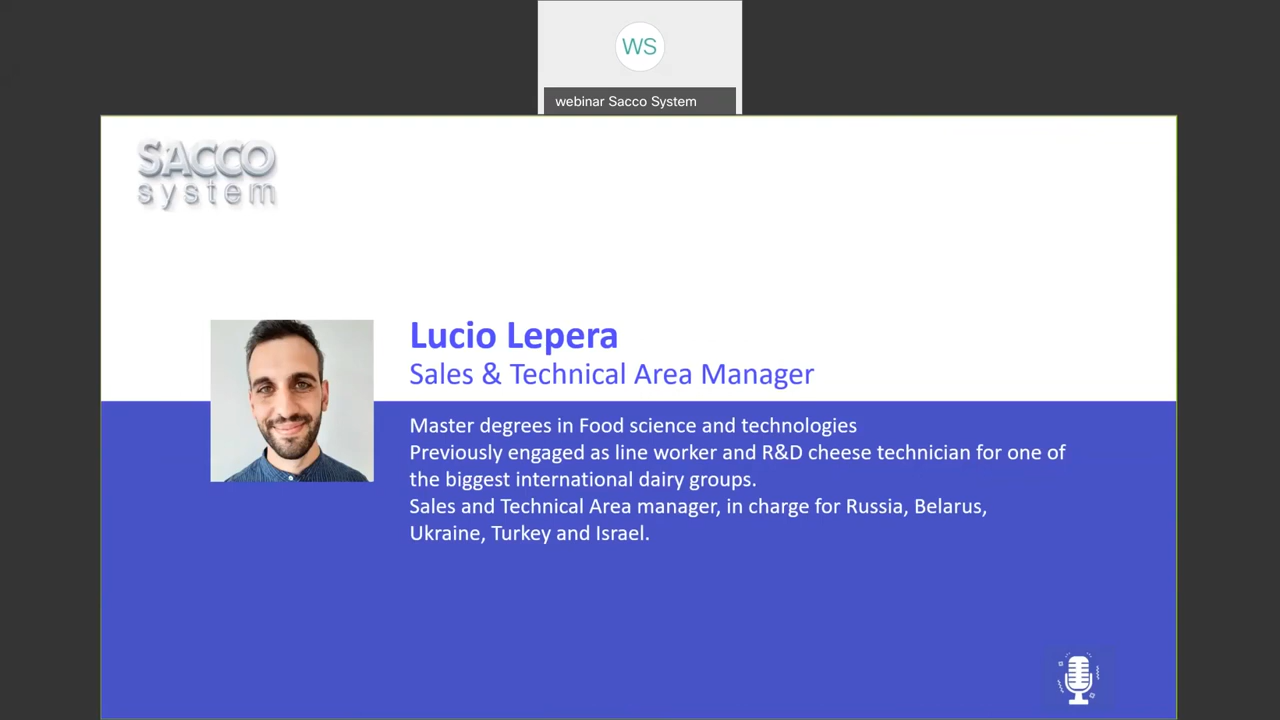 WS
webinar Sacco System
SACCO
system
Lucio Lepera
Sales & Technical Area Manager
Master degrees in Food science and technologies
Previously engaged as line worker and R&D cheese technician for one of
the biggest international dairy groups.
Sales and Technical Area manager, in charge for Russia, Belarus,
Ukraine, Turkey and Israel.